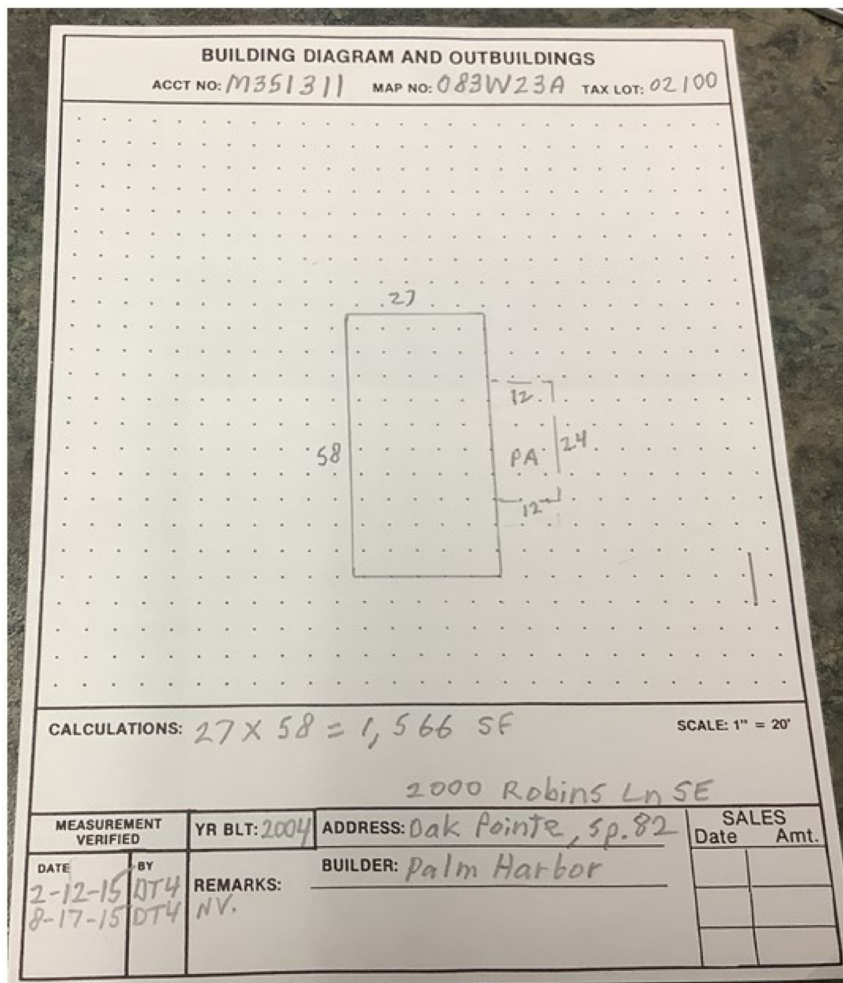 BUILDING DIAGRAM AND OUTBUILDINGS
ACCT NO: M351311 MAP NO: 083W23A TAX LOT: 02100
27
12
58
PA
24
12
CALCULATIONS: 27 X 58 = 1,566 SF
SCALE: 1" = 20'
2000 Robins Ln SE
MEASUREMENT VERIFIED
YR BLT: 2004
ADDRESS: Oak Pointe, sp.82
SALES
Date Amt.
DATE BY
2-12-15 DT4
8-17-15 DT4
REMARKS:
NV.
BUILDER: Palm Harbor